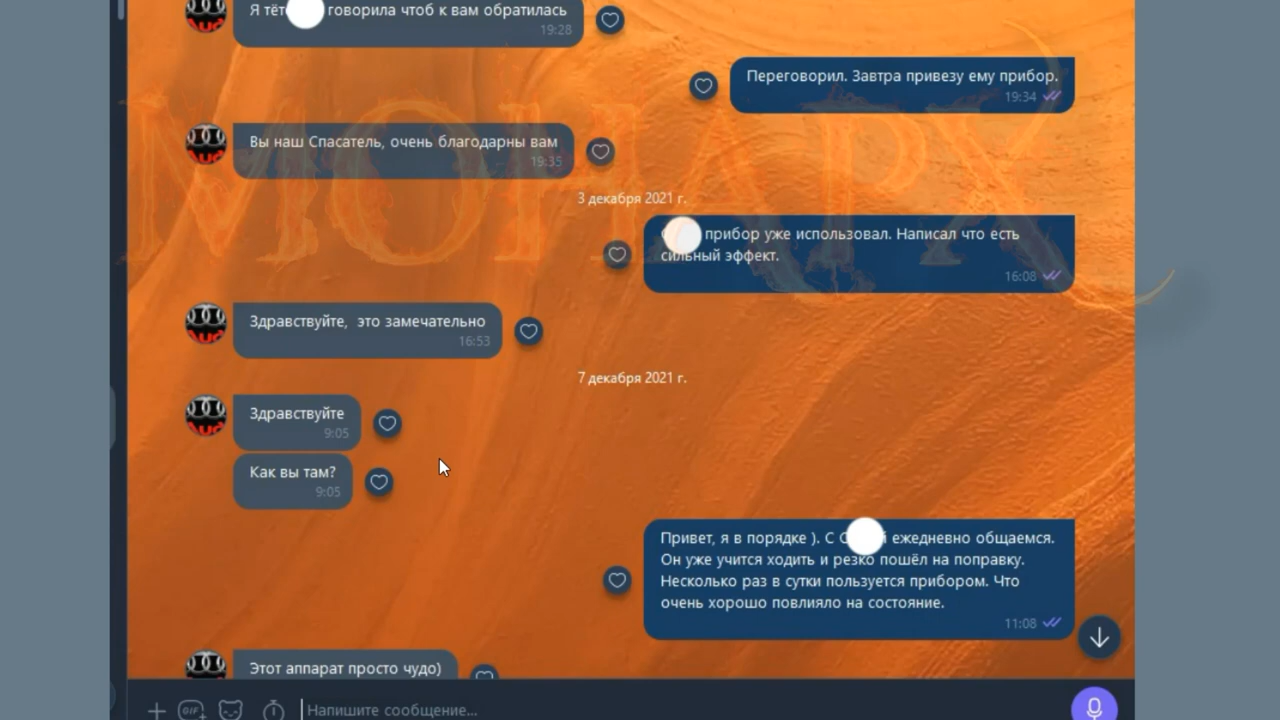 Я тёт говорила чтоб к вам обратилась
19:28
Переговорил. Завтра привезу ему прибор.
19:34
Вы наш Спасатель, очень благодарны вам
19:35
3 декабря 2021 г.
прибор уже использовал. Написал что есть
сильный эффект.
16:08
Здравствуйте, это замечательно
16:53
7 декабря 2021 г.
Здравствуйте
9:05
Как вы там?
9:05
Привет, я в порядке ). С С й ежедневно общаемся.
Он уже учится ходить и резко пошёл на поправку.
Несколько раз в сутки пользуется прибором. Что
очень хорошо повлияло на состояние.
11:08
Этот аппарат просто чудо)
GIF
Напишите сообщение...